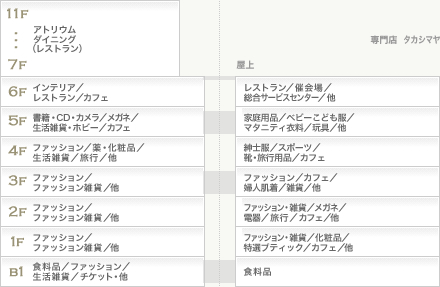 11F
アトリウム
ダイニング
(レストラン)
7F
専門店 タカシマヤ
屋上
6F
インテリア／
レストラン／カフェ
レストラン／催会場／
総合サービスセンター／他
5F
書籍・CD・カメラ／メガネ／
生活雑貨・ホビー／カフェ
家庭用品／ベビーこども服／
マタニティ衣料／玩具／他
4F
ファッション／薬・化粧品／
生活雑貨／旅行／他
紳士服／スポーツ／
靴・旅行用品／カフェ
3F
ファッション／
ファッション雑貨／他
ファッション／カフェ／
婦人肌着／雑貨／他
2F
ファッション／
ファッション雑貨／他
ファッション・雑貨／メガネ／
電器／旅行／カフェ／他
1F
ファッション／
ファッション雑貨／他
ファッション・雑貨／化粧品／
特選ブティック／カフェ／他
B1
食料品／ファッション／
生活雑貨／チケット・他
食料品